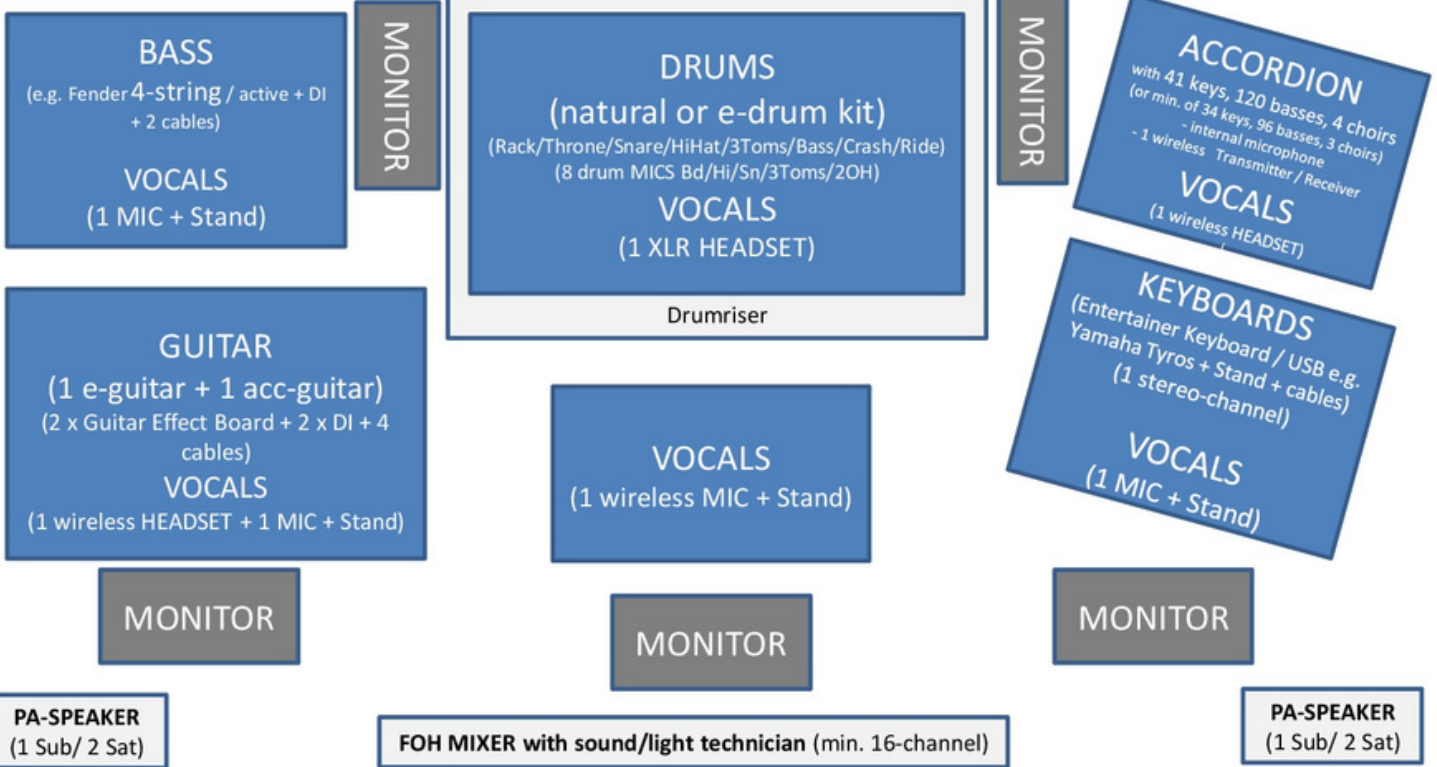 BASS
(e.g. Fender 4-string / active + DI
+ 2 cables)
VOCALS
(1 MIC + Stand)
MONITOR
DRUMS
(natural or e-drum kit)
(Rack/Throne/Snare/HiHat/3Toms/Bass/Crash/Ride)
(8 drum MICS Bd/Hi/Sn/3Toms/2OH)
VOCALS
(1 XLR HEADSET)
Drumriser
MONITOR
ACCORDION
with 41 keys, 120 basses, 4 choirs
(or min. of 34 keys, 96 basses, 3 choirs)
- internal microphone
- 1 wireless Transmitter / Receiver
VOCALS
(1 wireless HEADSET)
/
GUITAR
(1 e-guitar + 1 acc-guitar)
(2 x Guitar Effect Board + 2 x DI + 4
cables)
VOCALS
(1 wireless HEADSET + 1 MIC + Stand)
VOCALS
(1 wireless MIC + Stand)
KEYBOARDS
(Entertainer Keyboard / USB e.g.
Yamaha Tyros + Stand + cables)
(1 stereo-channel)
VOCALS
(1 MIC + Stand)
MONITOR
MONITOR
MONITOR
PA-SPEAKER
(1 Sub/ 2 Sat)
FOH MIXER with sound/light technician (min. 16-channel)
PA-SPEAKER
(1 Sub/ 2 Sat)